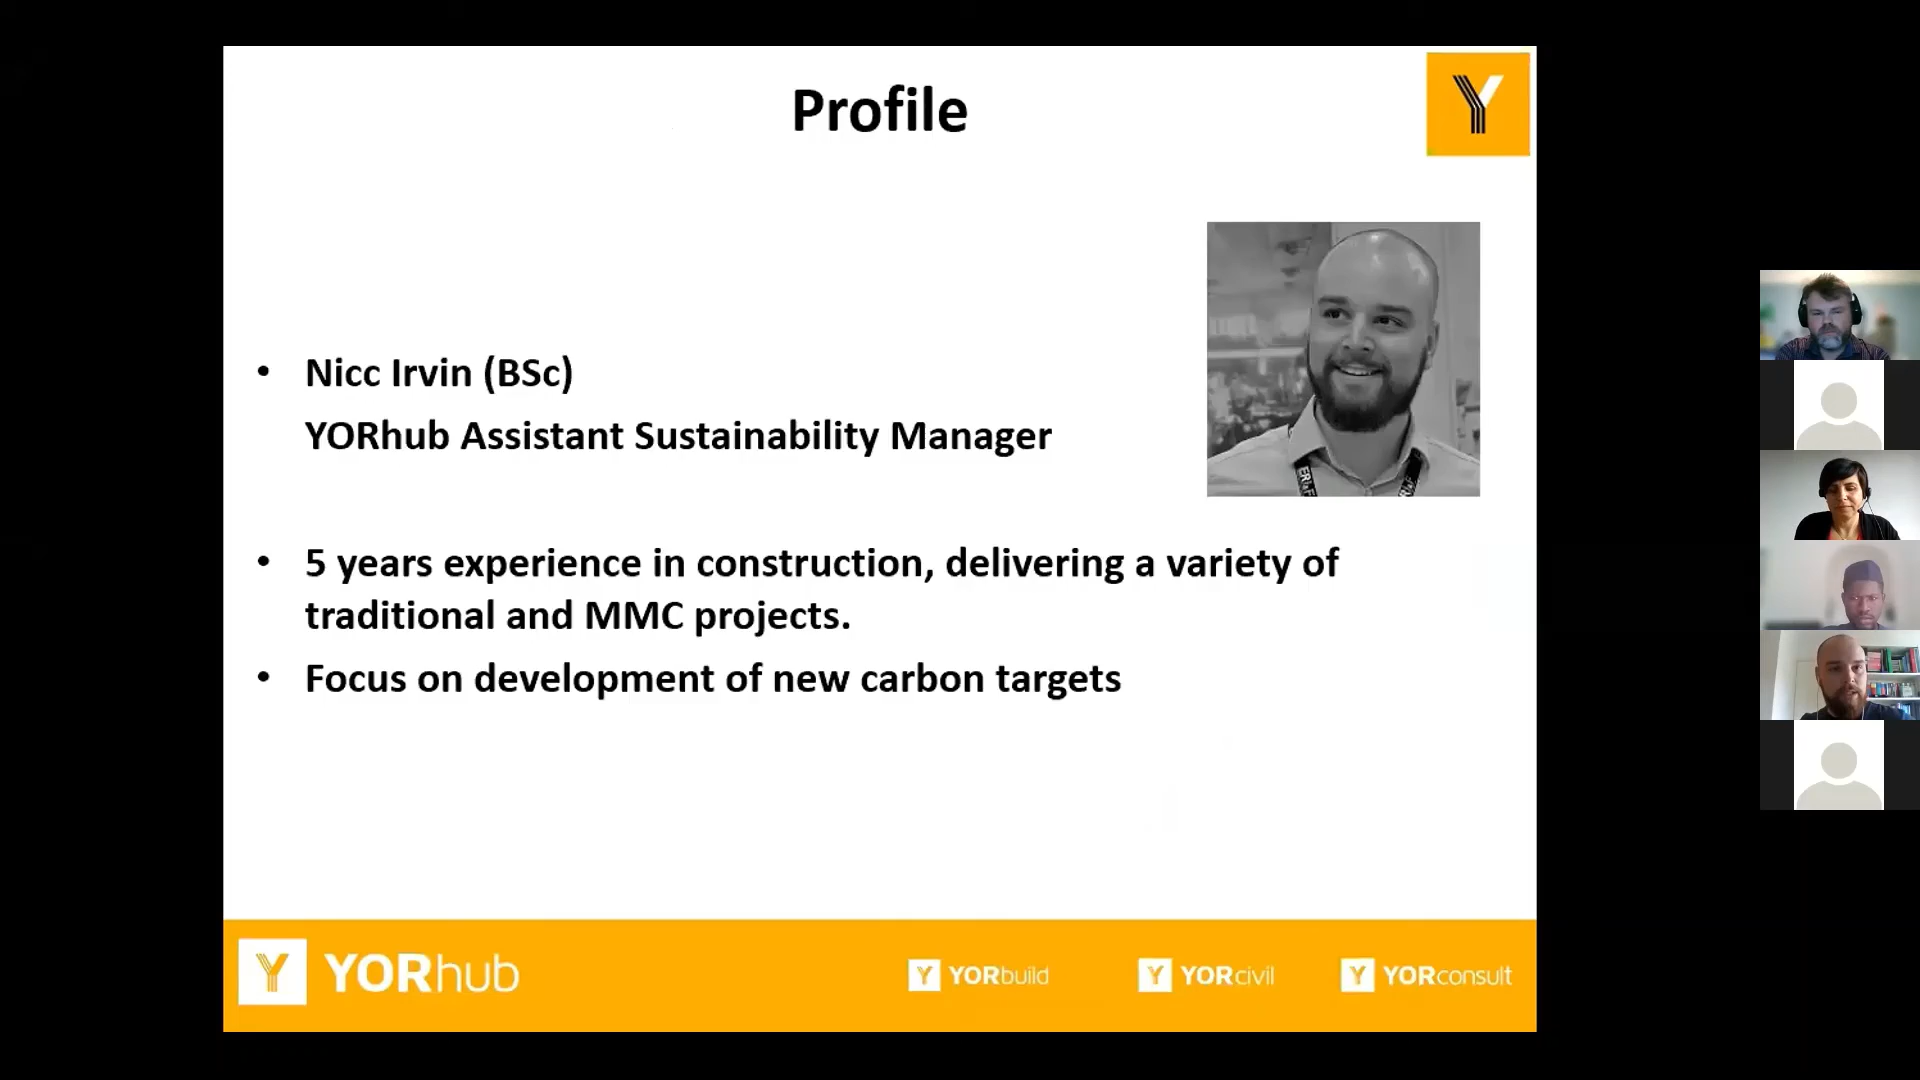 Profile
Y
• Nicc Irvin (BSc)
YORhub Assistant Sustainability Manager
• 5 years experience in construction, delivering a variety of
traditional and MMC projects.
• Focus on development of new carbon targets
Y YORhub
Y YORbuild
Y YORcivil
Y YORconsult